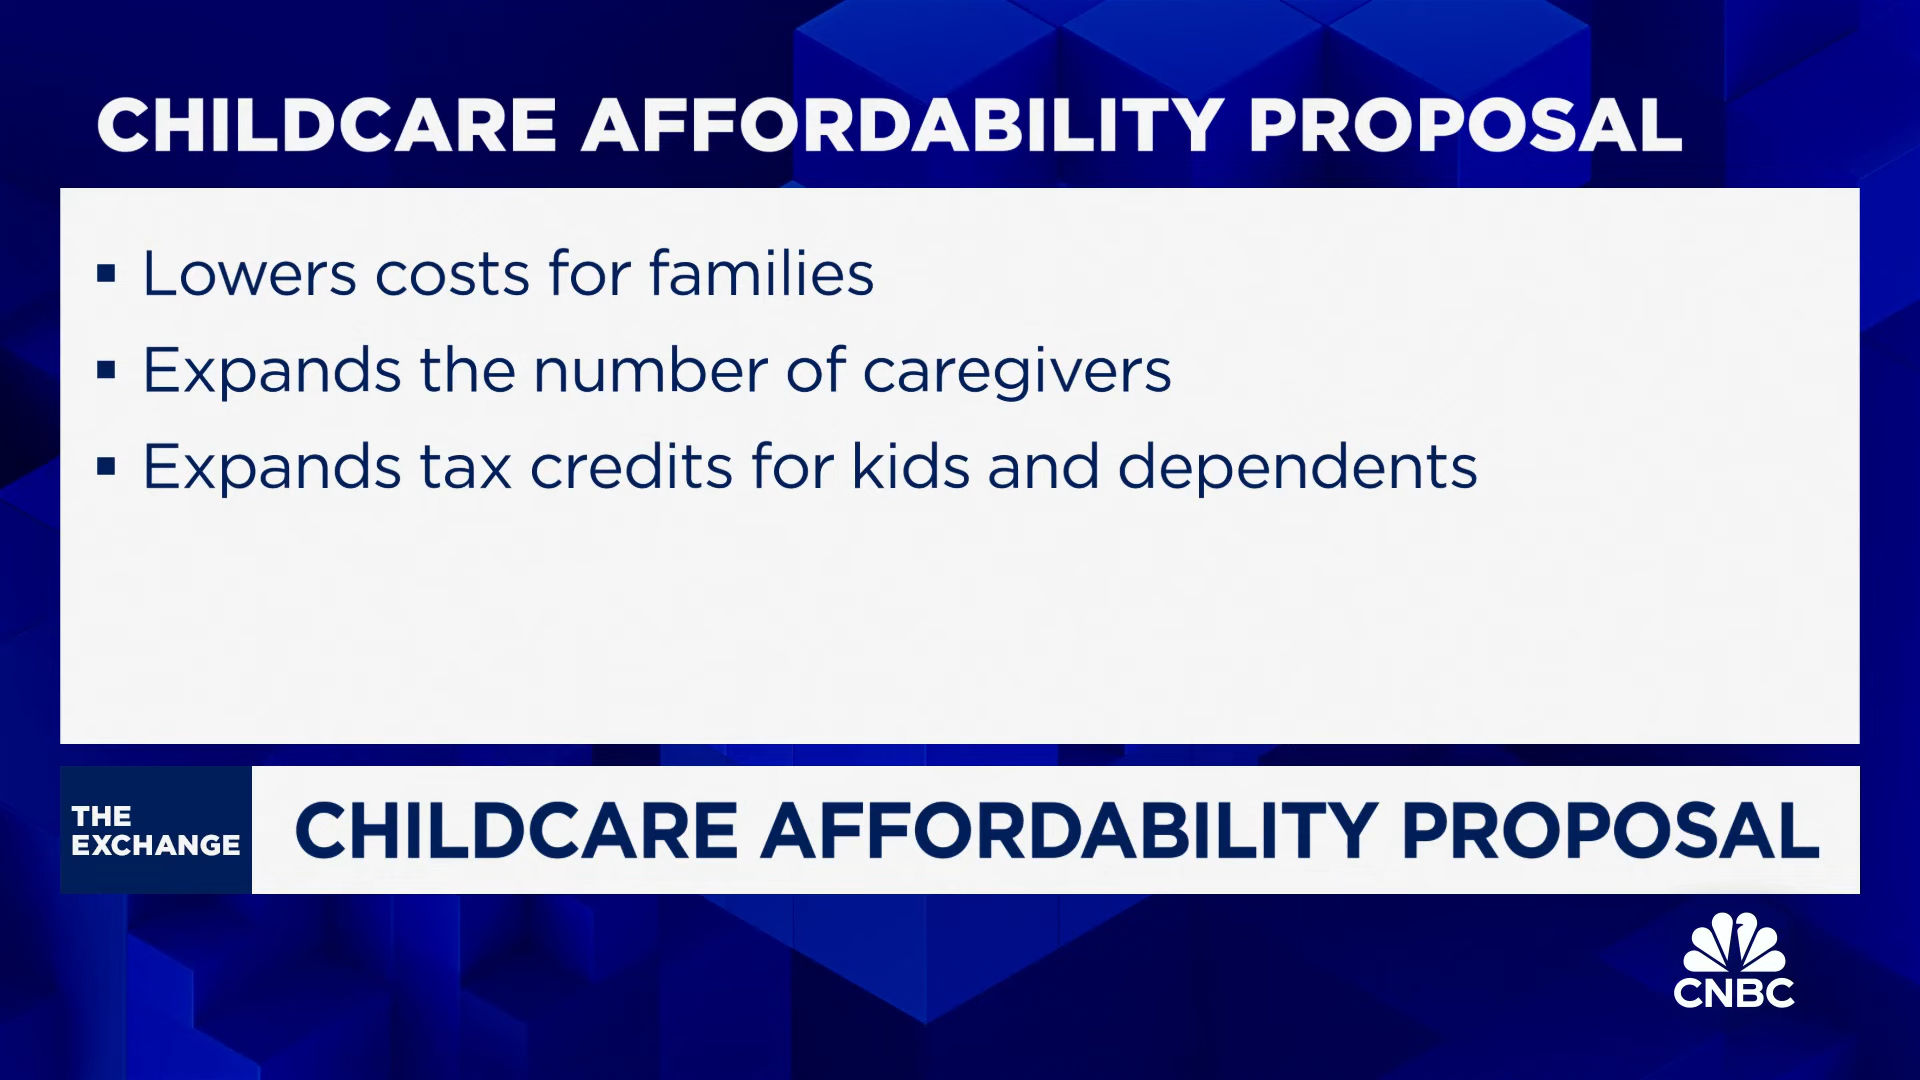 CHILDCARE AFFORDABILITY PROPOSAL
▪ Lowers costs for families
▪ Expands the number of caregivers
▪ Expands tax credits for kids and dependents
THE
EXCHANGE
CHILDCARE AFFORDABILITY PROPOSAL
CNBC